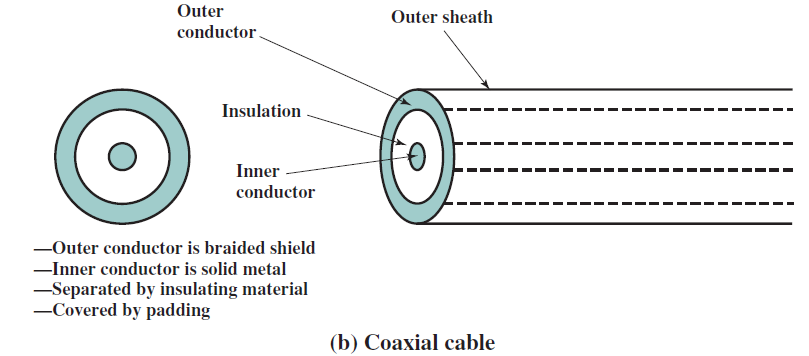 Outer
conductor
Outer sheath
Insulation
Inner
conductor
—Outer conductor is braided shield
—Inner conductor is solid metal
—Separated by insulating material
—Covered by padding
(b) Coaxial cable